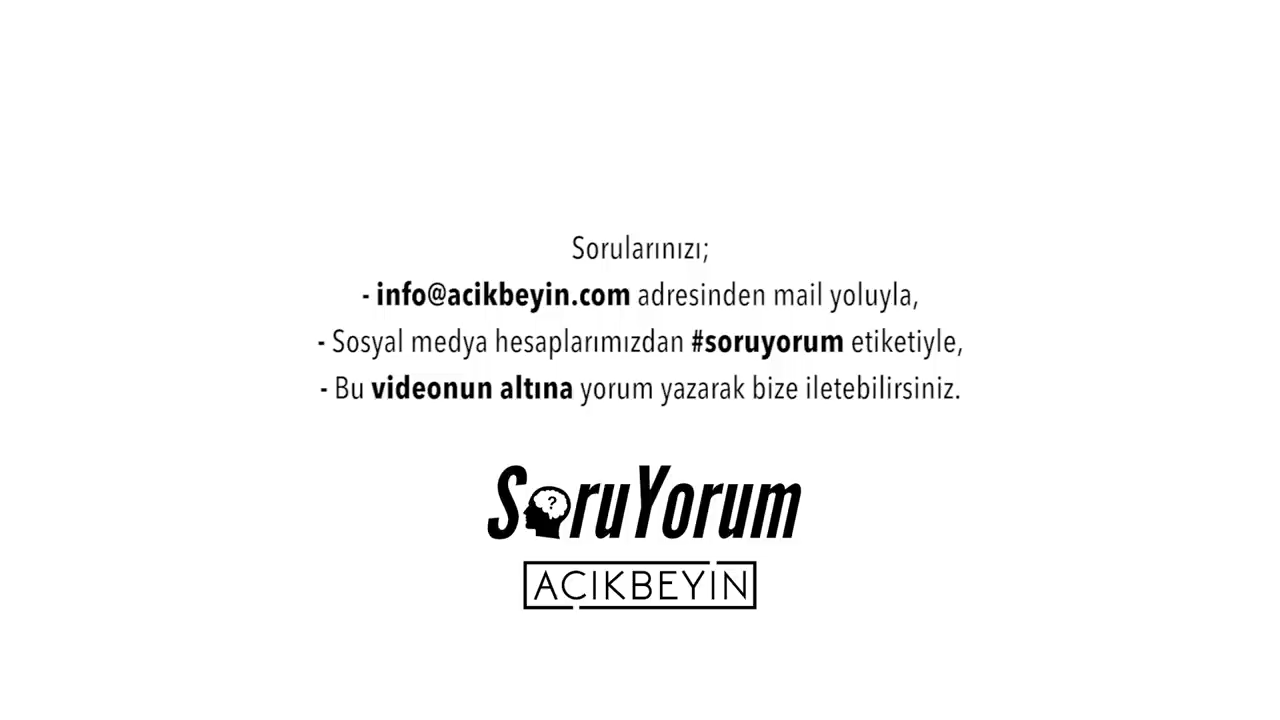 Sorularınızı;
- info@acikbeyin.com adresinden mail yoluyla,
- Sosyal medya hesaplarımızdan #soruyorum etiketiyle,
- Bu videonun altına yorum yazarak bize iletebilirsiniz.
SoruYorum
AÇIKBEYİN